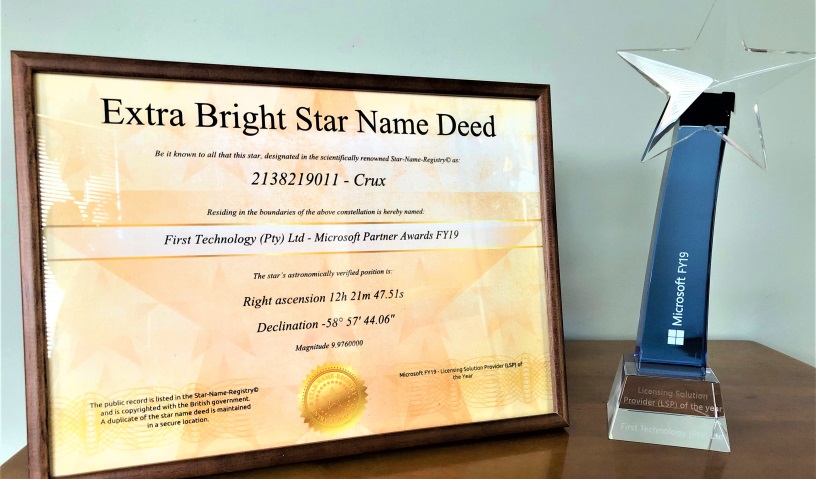 Extra Bright Star Name Deed
Be it known to all that this star, designated in the scientifically renowned Star-Name-Registry© as:
2138219011 - Crux
Residing in the boundaries of the above constellation is hereby named:
First Technology (Pty) Ltd - Microsoft Partner Awards FY19
The star's astronomically verified position is:
Right ascension 12h 21m 47.51s
Declination -58° 57' 44.06"
Magnitude 9.9760000
The public record is listed in the Star-Name-Registry©
and is copyrighted with the British government.
A duplicate of the star name deed is maintained
in a secure location.
Microsoft FY19 - Licensing Solution Provider (LSP) of
the Year
Microsoft FY19
Licensing Solution
Provider (LSP) of the year
First Technology